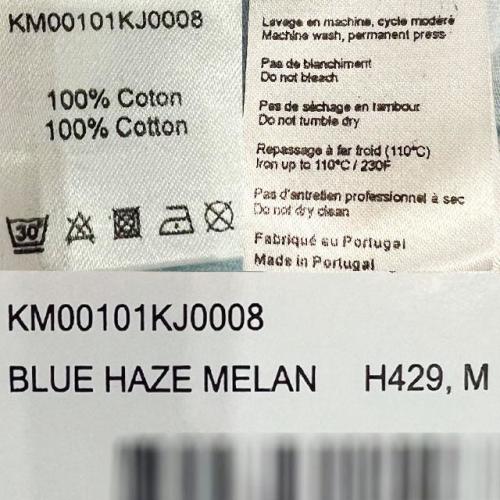 KM00101KJ0008
100% Coton
100% Cotton
30
Lavage en machine, cycle modéré
Machine wash, permanent press
Pas de blanchiment
Do not bleach
Pas de séchage en tambour
Do not tumble dry
Repassage à fer froid (110°C)
Iron up to 110°C / 230F
Pas d'entretien professionnel à sec
Do not dry clean
Fabriqué au Portugal
Made in Portugal
KM00101KJ0008
BLUE HAZE MELAN H429, M